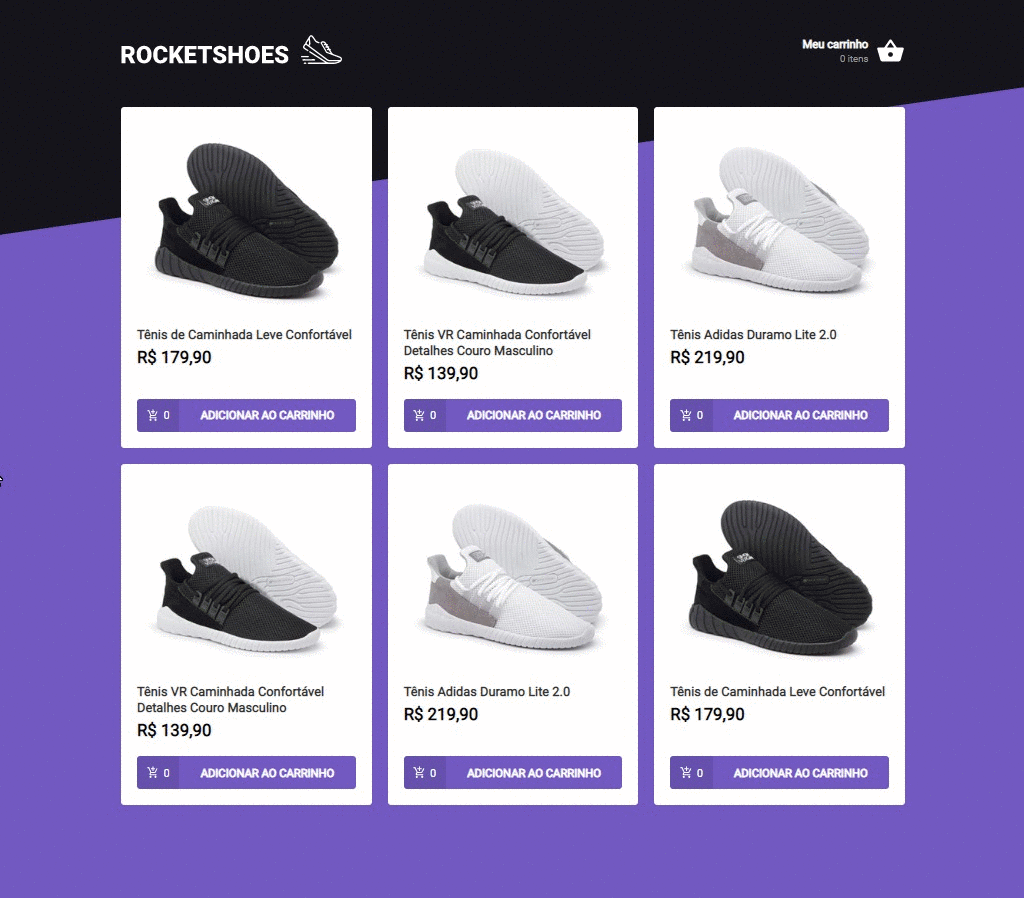 ROCKETSHOES
Meu carrinho
0 itens
Tênis de Caminhada Leve Confortável
R$ 179,90
0 ADICIONAR AO CARRINHO
Tênis VR Caminhada Confortável
Detalhes Couro Masculino
R$ 139,90
0 ADICIONAR AO CARRINHO
Tênis Adidas Duramo Lite 2.0
R$ 219,90
0 ADICIONAR AO CARRINHO
Tênis VR Caminhada Confortável
Detalhes Couro Masculino
R$ 139,90
0 ADICIONAR AO CARRINHO
Tênis Adidas Duramo Lite 2.0
R$ 219,90
0 ADICIONAR AO CARRINHO
Tênis de Caminhada Leve Confortável
R$ 179,90
0 ADICIONAR AO CARRINHO